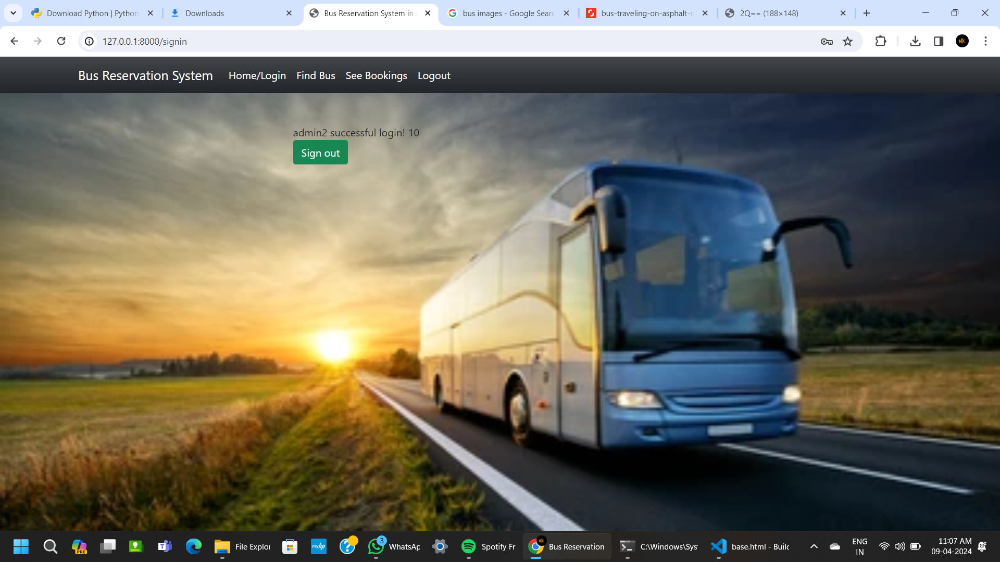 Download Python | Python
Downloads
Bus Reservation System in
bus images - Google Searc
bus-traveling-on-asphalt-r
2Q== (188×148)
127.0.0.1:8000/signin
Bus Reservation System
Home/Login
Find Bus
See Bookings
Logout
admin2 successful login! 10
Sign out
PRE
File Explo
myhp
3
WhatsAp
Spotify Fr
Bus Reservation
C:\Windows\Sys
base.html - Builc
ENG
IN
11:07 AM
09-04-2024